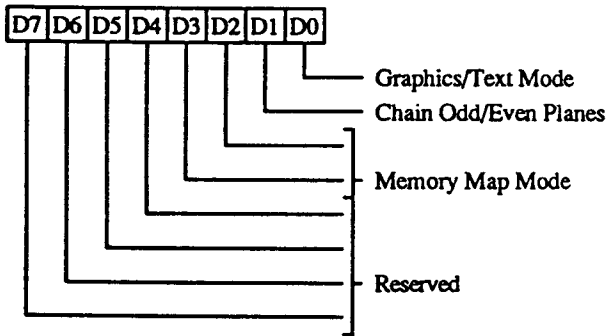 D7 D6 D5 D4 D3 D2 D1 D0
Graphics/Text Mode
Chain Odd/Even Planes
Memory Map Mode
Reserved